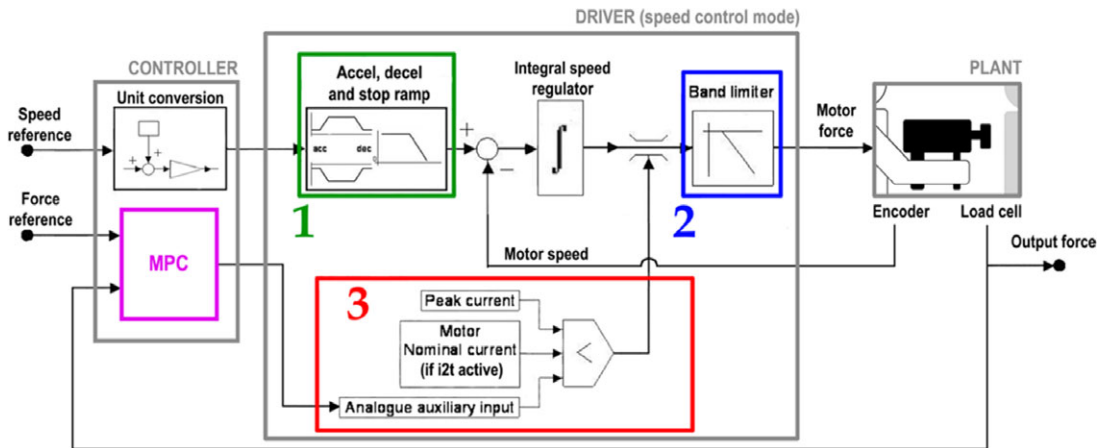 DRIVER (speed control mode)
CONTROLLER
PLANT
Unit conversion
Speed
reference
+
+
Force
reference
MPC
Accel, decel
and stop ramp
acc
dec
0
1
+
−
Integral speed
regulator
∫
Band limiter
2
Motor
force
Encoder
Load cell
Output force
Motor speed
3
Peak current
Motor
Nominal current
(if i2t active)
<
Analogue auxiliary input